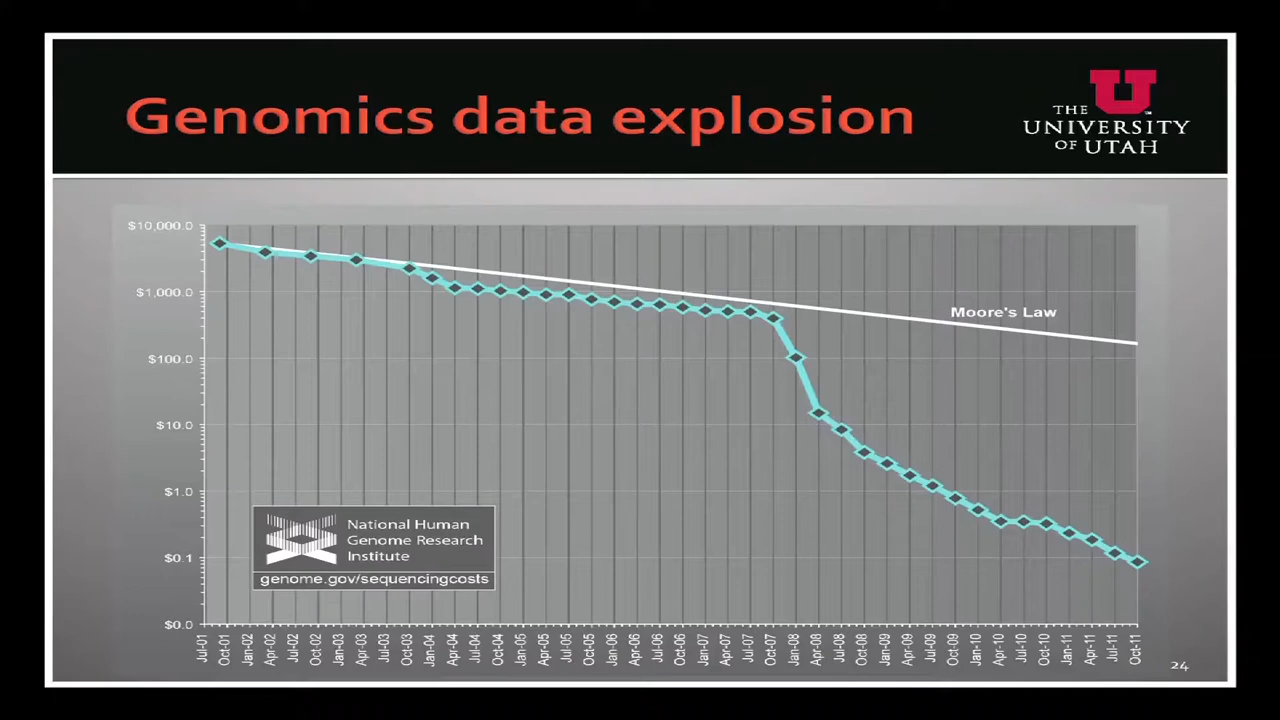 Genomics data explosion
THE
UNIVERSITY
OF UTAH
$10,000.0
$1,000.0
$100.0
$10.0
$1.0
$0.1
$0.0
Moore's Law
National Human
Genome Research
Institute
genome.gov/sequencingcosts
Jul-01
Oct-01
Jan-02
Apr-02
Jul-02
Oct-02
Jan-03
Apr-03
Jul-03
Oct-03
Jan-04
Apr-04
Jul-04
Oct-04
Jan-05
Apr-05
Jul-05
Oct-05
Jan-06
Apr-06
Jul-06
Oct-06
Jan-07
Apr-07
Jul-07
Oct-07
Jan-08
Apr-08
Jul-08
Oct-08
Jan-09
Apr-09
Jul-09
Oct-09
Jan-10
Apr-10
Jul-10
Oct-10
Jan-11
Apr-11
Jul-11
Oct-11
24